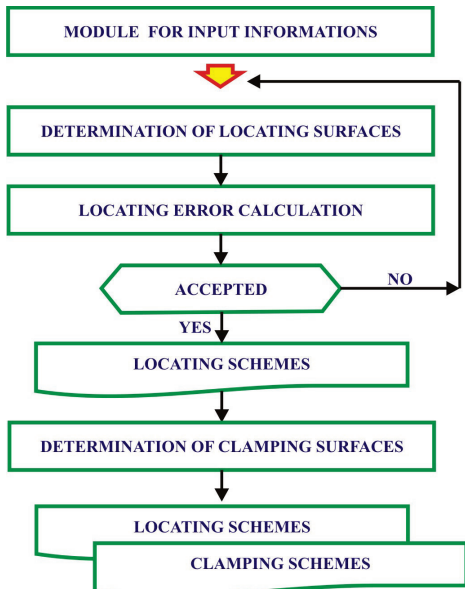 MODULE FOR INPUT INFORMATIONS
DETERMINATION OF LOCATING SURFACES
LOCATING ERROR CALCULATION
ACCEPTED
NO
YES
LOCATING SCHEMES
DETERMINATION OF CLAMPING SURFACES
LOCATING SCHEMES
CLAMPING SCHEMES